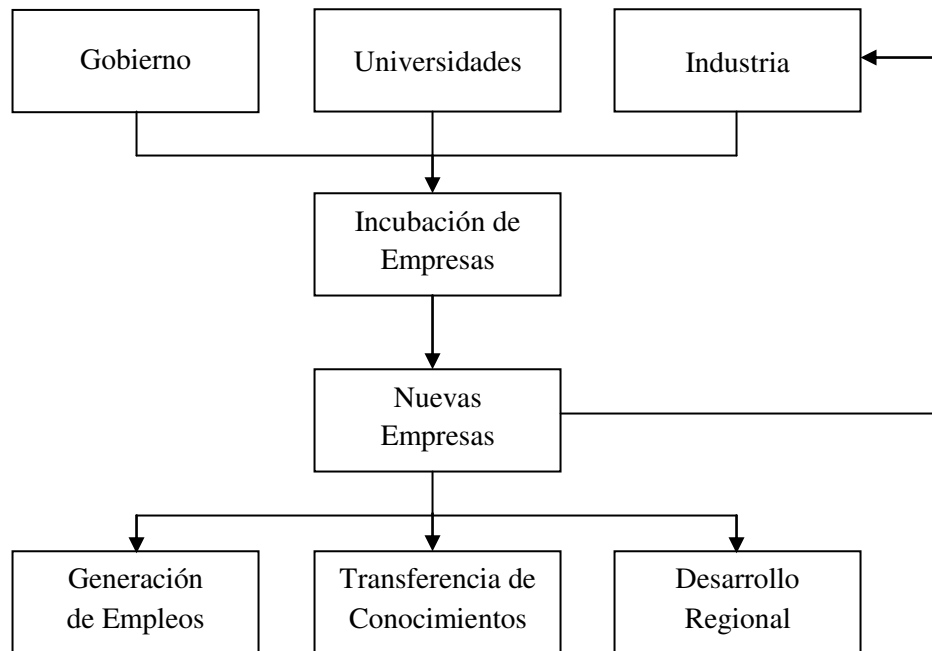 Gobierno
Universidades
Industria
Incubación de
Empresas
Nuevas
Empresas
Generación
de Empleos
Transferencia de
Conocimientos
Desarrollo
Regional